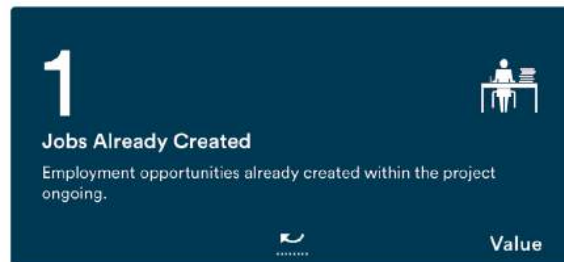 1
Jobs Already Created
Employment opportunities already created within the project
ongoing.
Value